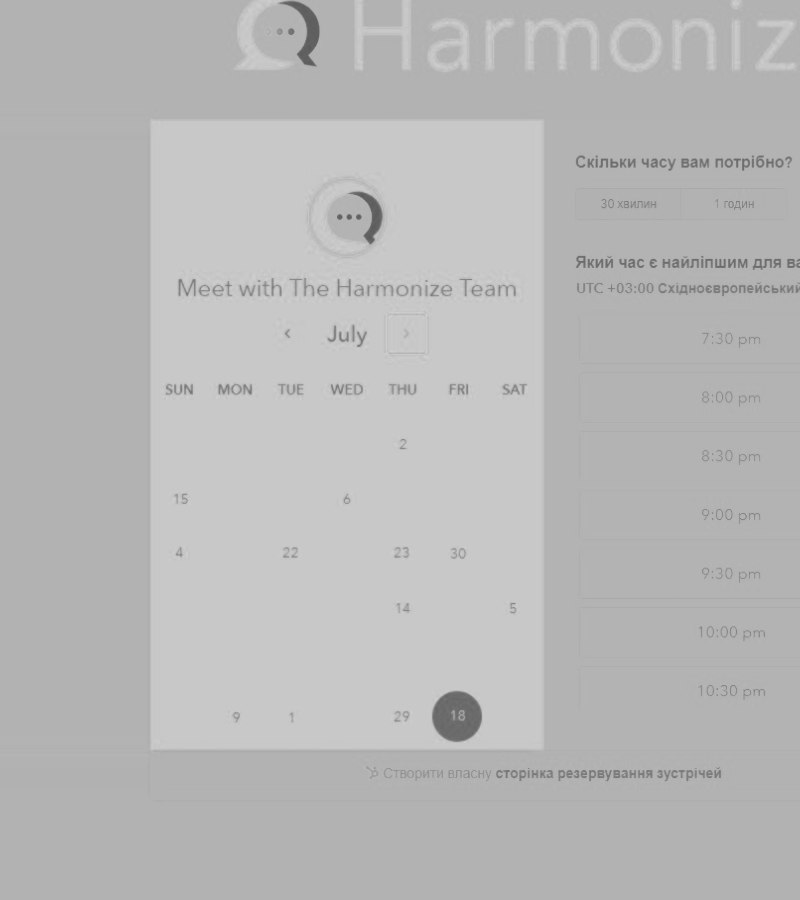 Harmoniz
Meet with The Harmonize Team
July
SUN MON TUE WED THU FRI SAT
2
15 6
4 22 23 30
14 5
9 1 29 18
Скільки часу вам потрібно?
30 хвилин 1 годин
Який час є найліпшим для ва
UTC +03:00 Східноєвропейський
7:30 pm
8:00 pm
8:30 pm
9:00 pm
9:30 pm
10:00 pm
10:30 pm
Створити власну сторінка резервування зустрічей